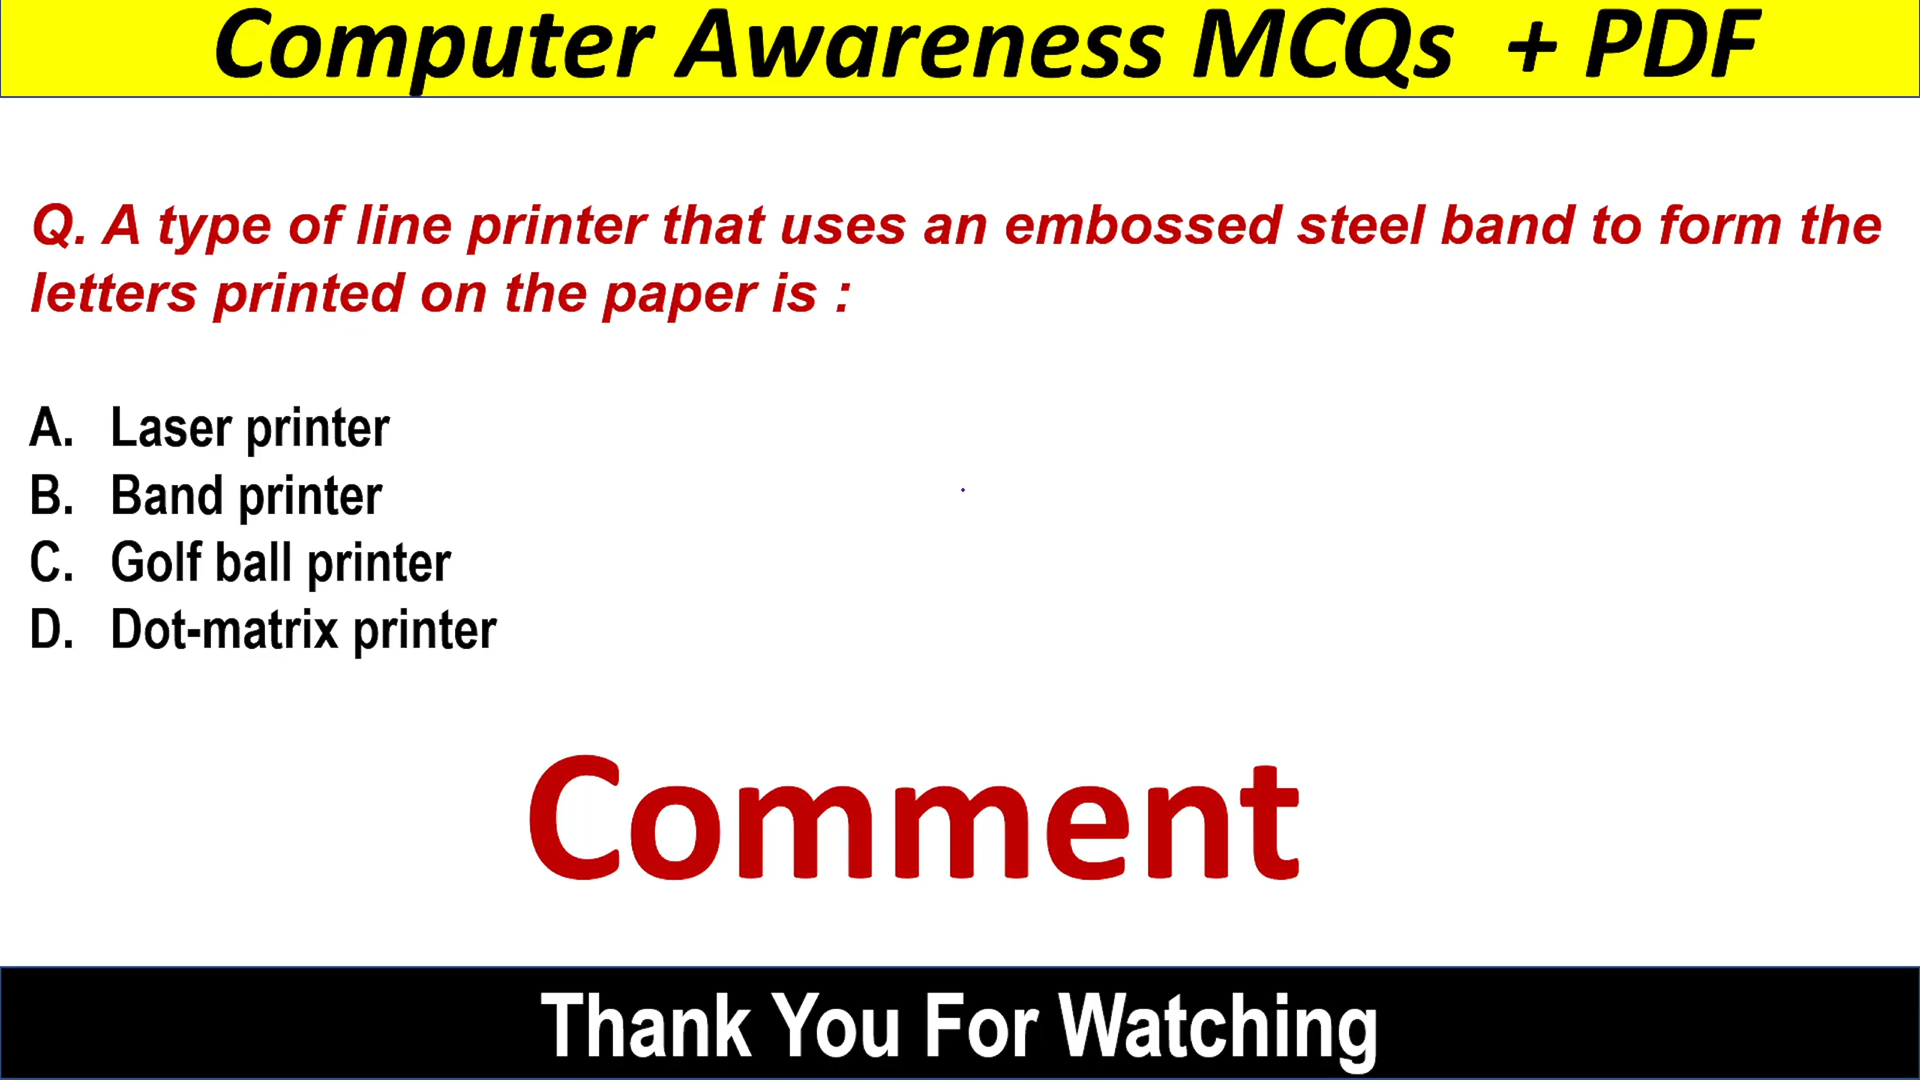 Computer Awareness MCQs + PDF
Q. A type of line printer that uses an embossed steel band to form the
letters printed on the paper is :
A. Laser printer
B. Band printer
C. Golf ball printer
D. Dot-matrix printer
Comment
Thank You For Watching